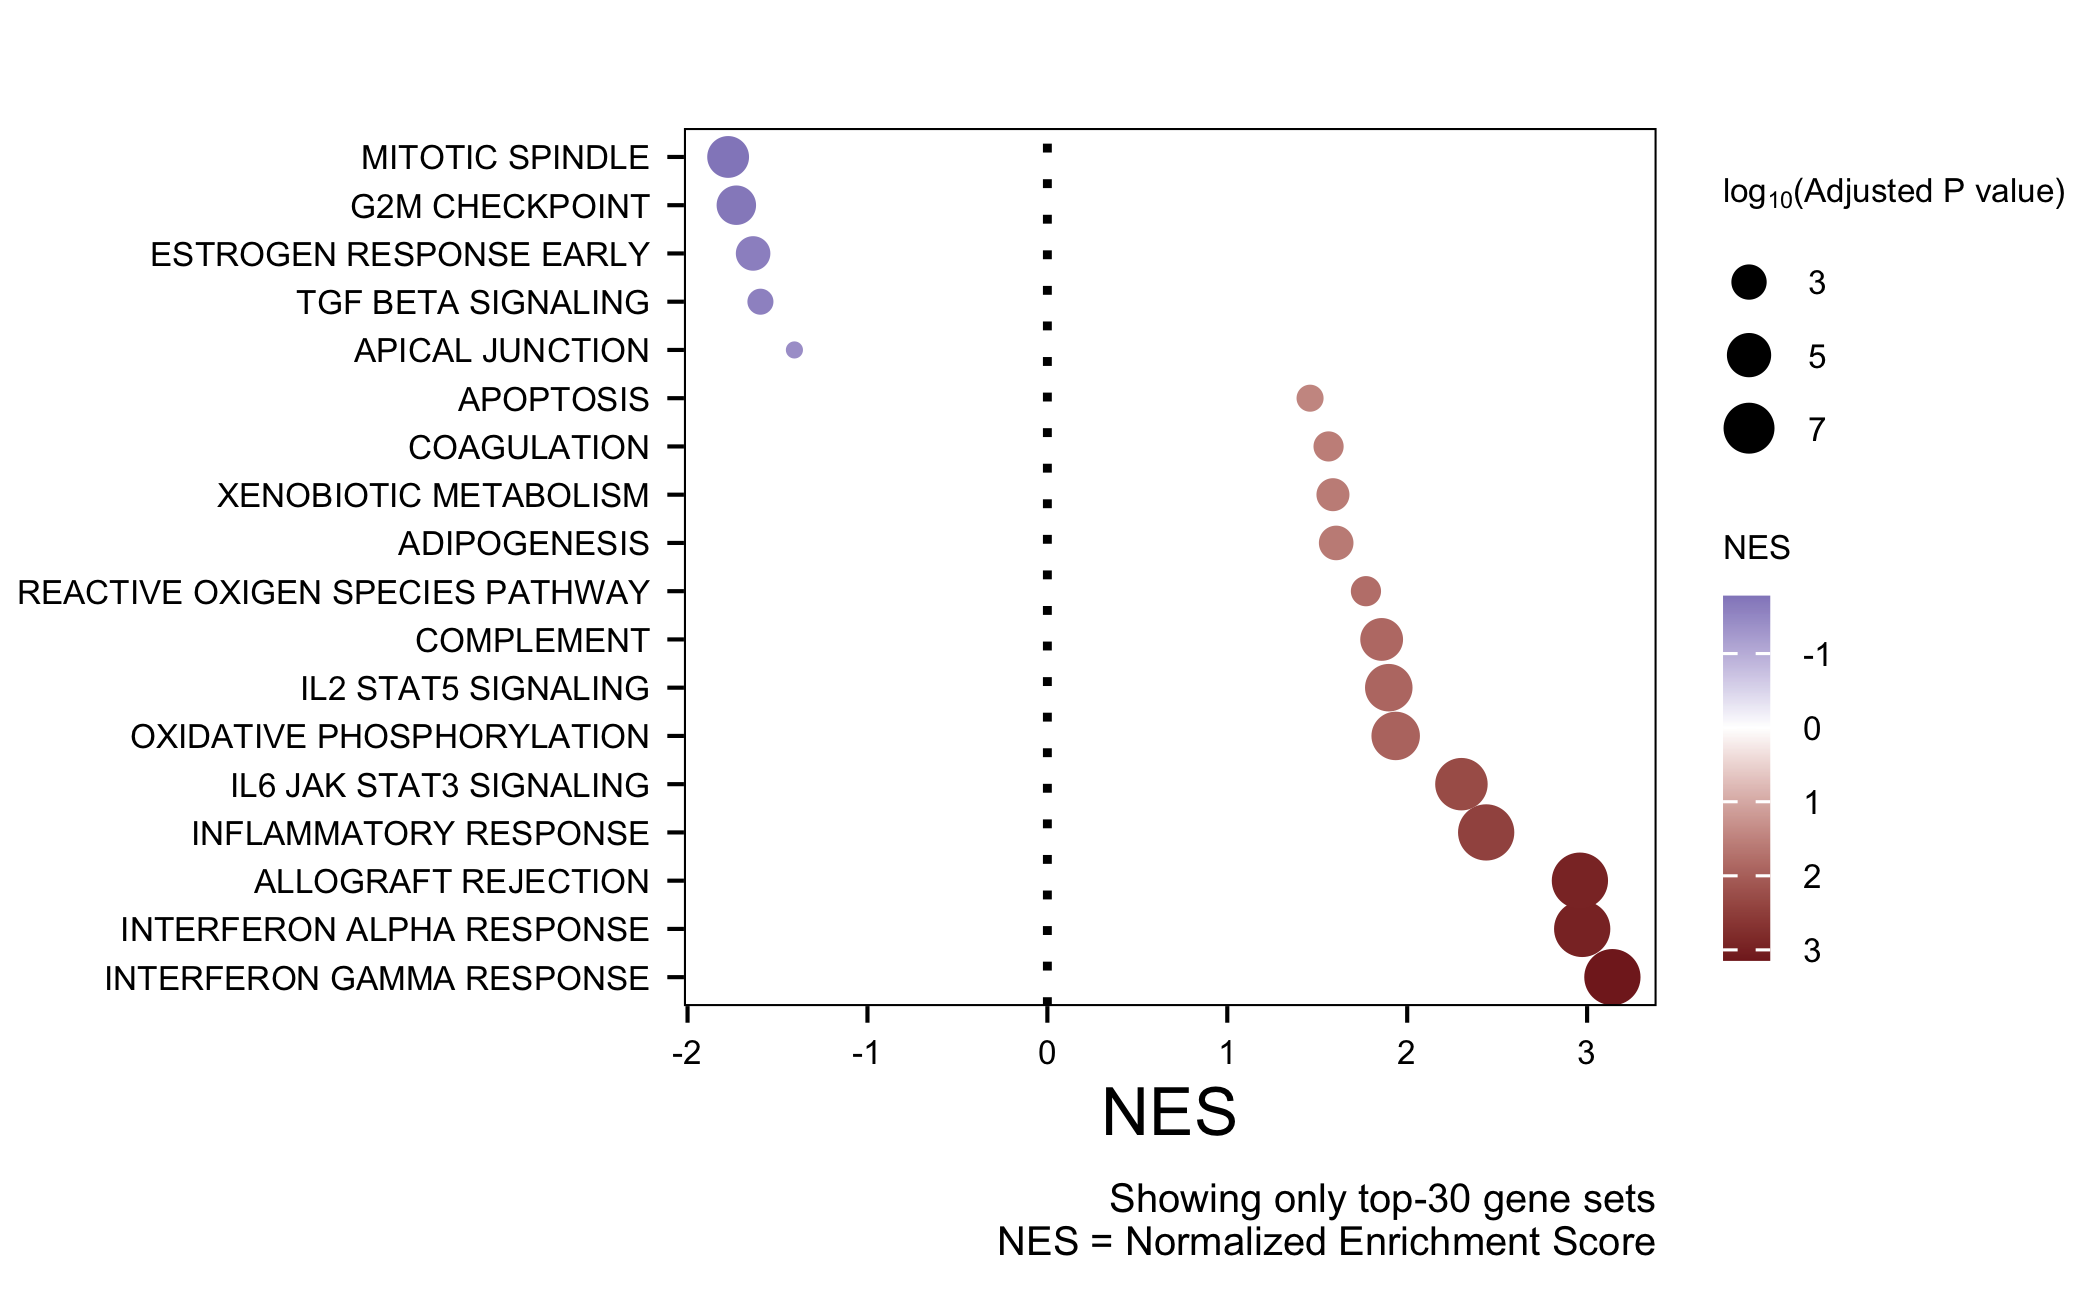 MITOTIC SPINDLE
G2M CHECKPOINT
ESTROGEN RESPONSE EARLY
TGF BETA SIGNALING
APICAL JUNCTION
APOPTOSIS
COAGULATION
XENOBIOTIC METABOLISM
ADIPOGENESIS
REACTIVE OXIGEN SPECIES PATHWAY
COMPLEMENT
IL2 STAT5 SIGNALING
OXIDATIVE PHOSPHORYLATION
IL6 JAK STAT3 SIGNALING
INFLAMMATORY RESPONSE
ALLOGRAFT REJECTION
INTERFERON ALPHA RESPONSE
INTERFERON GAMMA RESPONSE
-2 -1 0 1 2 3
NES
Showing only top-30 gene sets
NES = Normalized Enrichment Score
log₁₀(Adjusted P value)
3
5
7
NES
-1
0
1
2
3